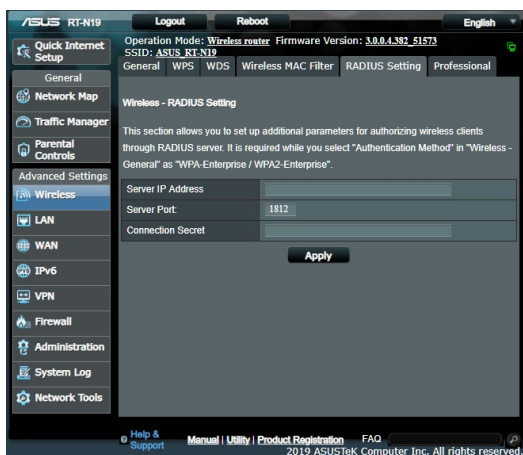 ASUS RT-N19
Logout Reboot English
Operation Mode: Wireless router Firmware Version: 3.0.0.4.382_51573
SSID: ASUS_RT-N19
Quick Internet
Setup
General WPS WDS Wireless MAC Filter RADIUS Setting Professional
General
Network Map
Traffic Manager
Parental
Controls
Advanced Settings
Wireless
LAN
WAN
IPv6
VPN
Firewall
Administration
System Log
Network Tools
Wireless - RADIUS Setting
This section allows you to set up additional parameters for authorizing wireless clients
through RADIUS server. It is required while you select "Authentication Method" in "Wireless -
General" as "WPA-Enterprise / WPA2-Enterprise".
Server IP Address
Server Port: 1812
Connection Secret
Apply
Help &
Support
Manual | Utility | Product Registration FAQ
2019 ASUSTeK Computer Inc. All rights reserved.